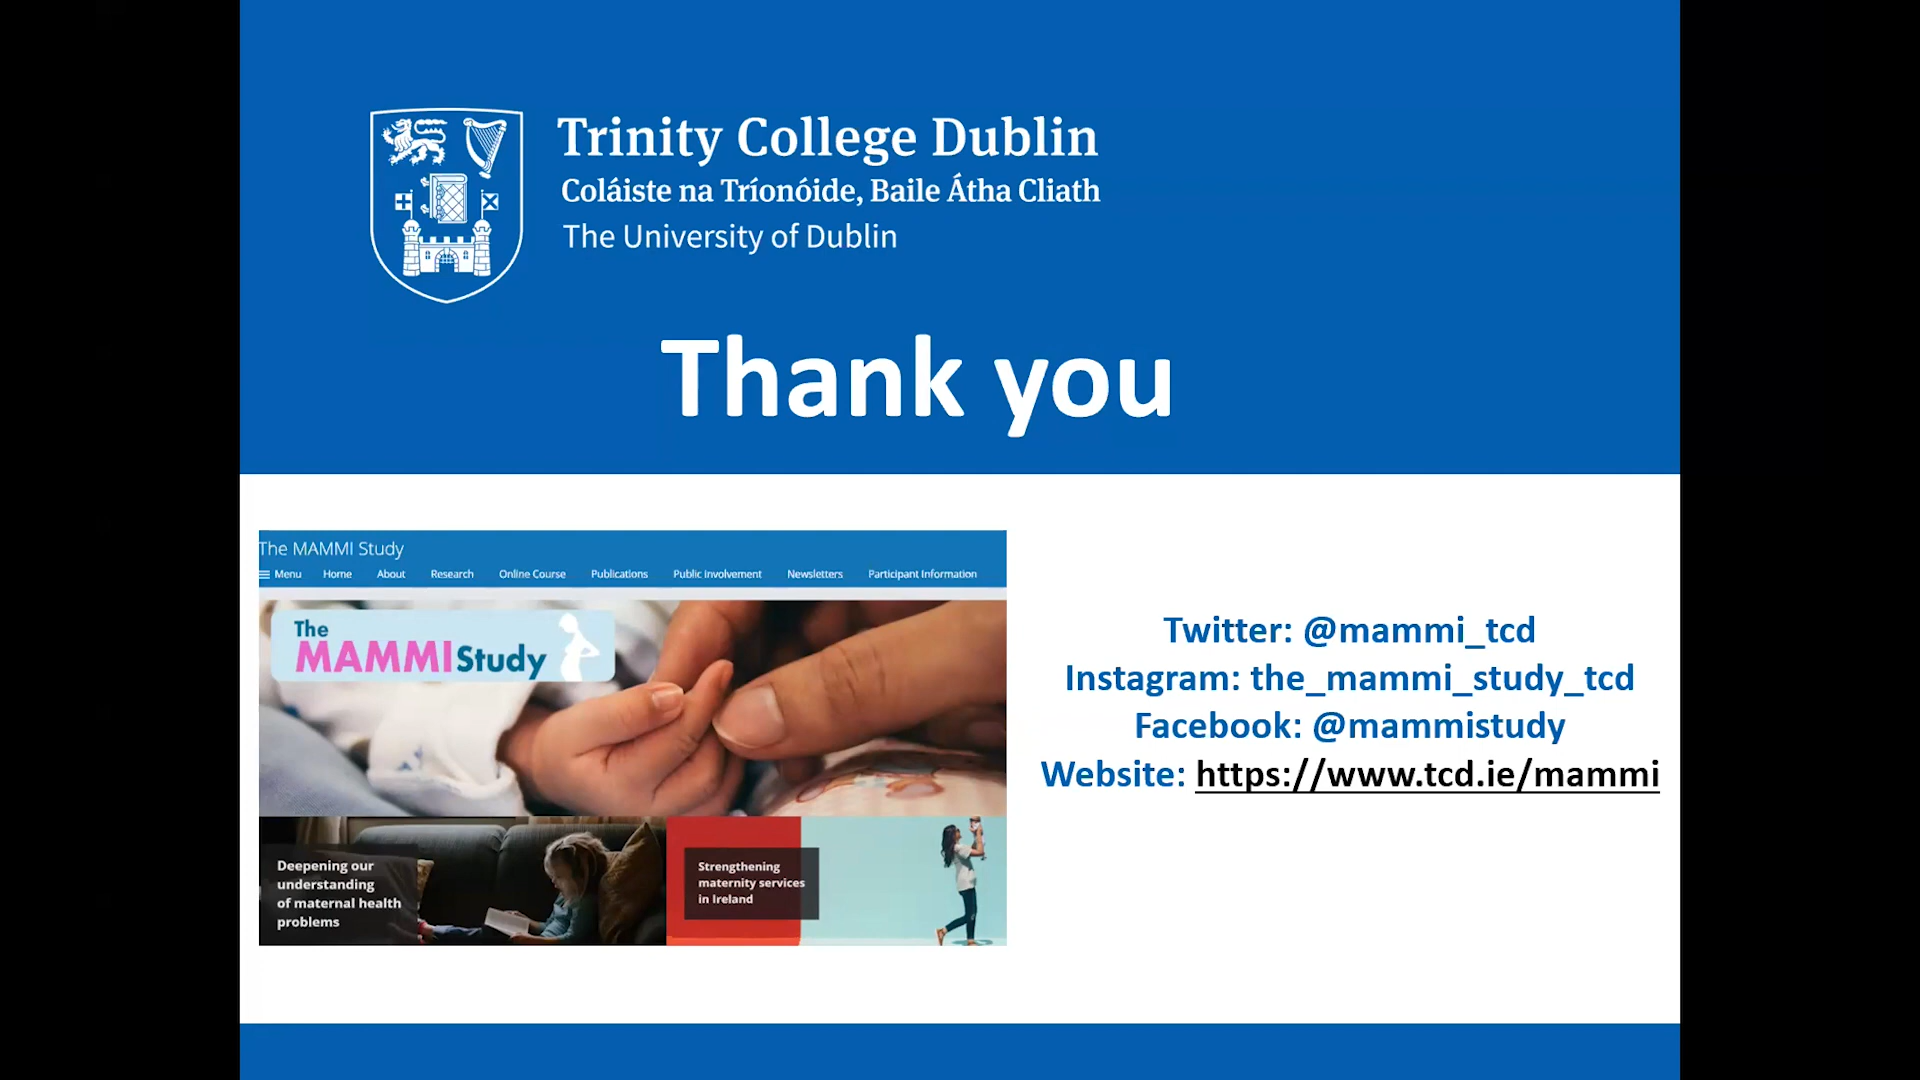 Trinity College Dublin
Coláiste na Tríonóide, Baile Átha Cliath
The University of Dublin
Thank you
The MAMMI Study
Menu Home About Research Online Course Publications Public Involvement Newsletters Participant Information
The
MAMMI Study
Deepening our
understanding
of maternal health
problems
Strengthening
maternity services
in Ireland
Twitter: @mammi_tcd
Instagram: the_mammi_study_tcd
Facebook: @mammistudy
Website: https://www.tcd.ie/mammi